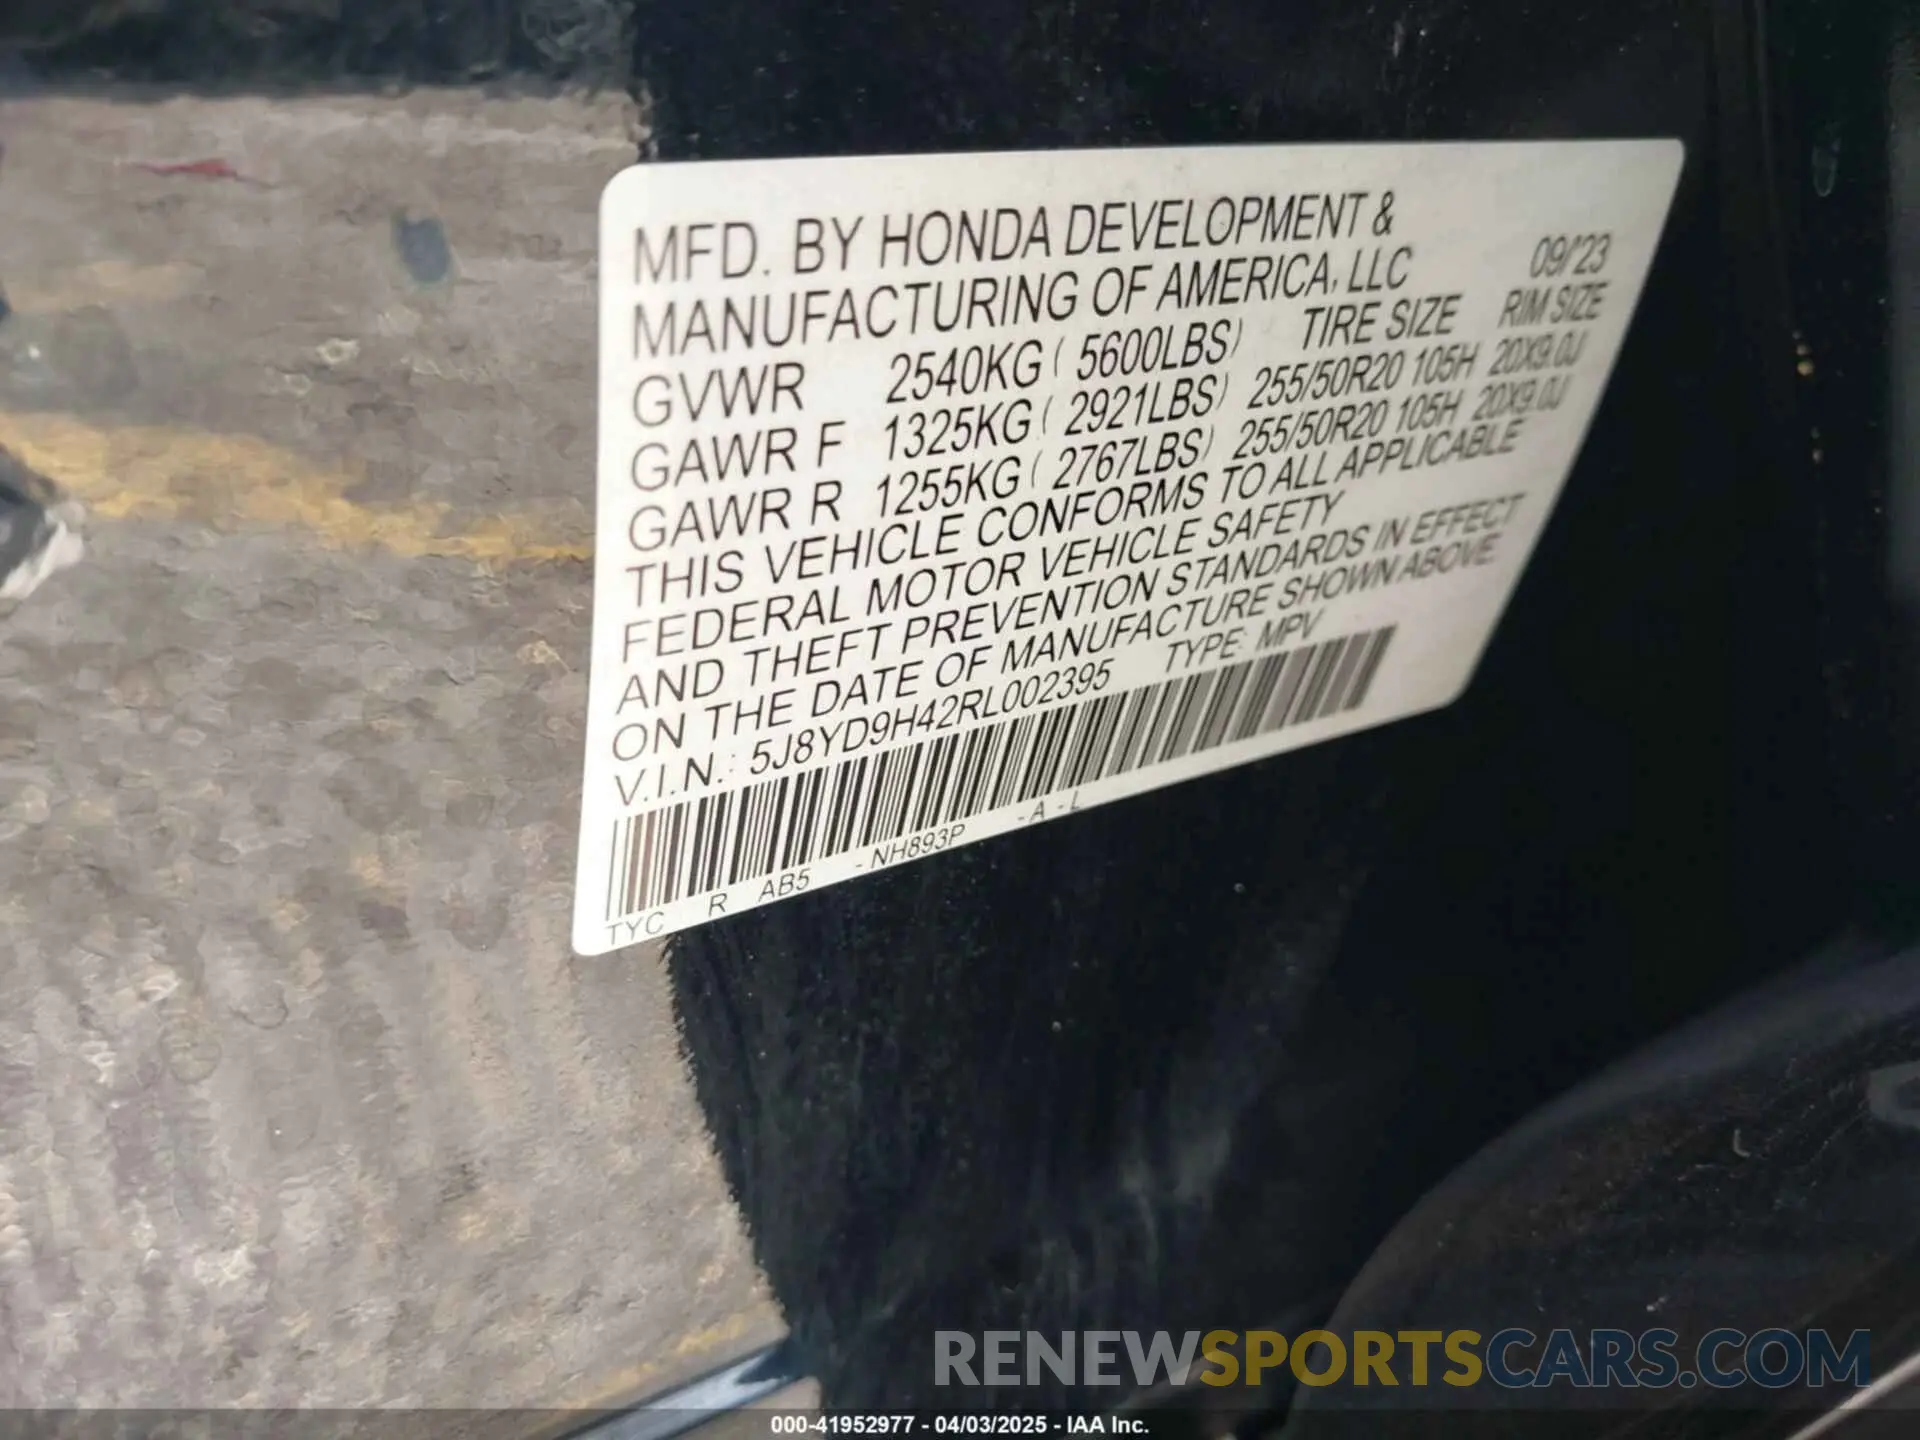 MFD. BY HONDA DEVELOPMENT &
MANUFACTURING OF AMERICA, LLC 09/'23
GVWR 2540KG ( 5600LBS) TIRE SIZE RIM SIZE
GAWR F 1325KG ( 2921LBS) 255/50R20 105H 20X9.0J
GAWR R 1255KG ( 2767LBS) 255/50R20 105H 20X9.0J
THIS VEHICLE CONFORMS TO ALL APPLICABLE
FEDERAL MOTOR VEHICLE SAFETY
AND THEFT PREVENTION STANDARDS IN EFFECT
ON THE DATE OF MANUFACTURE SHOWN ABOVE
V.I.N.: 5J8YD9H42RL002395 TYPE: MPV
TYC R AB5 - NH893P - A - L
RENEWSPORTSCARS.COM
000-41952977 - 04/03/2025 - IAA Inc.